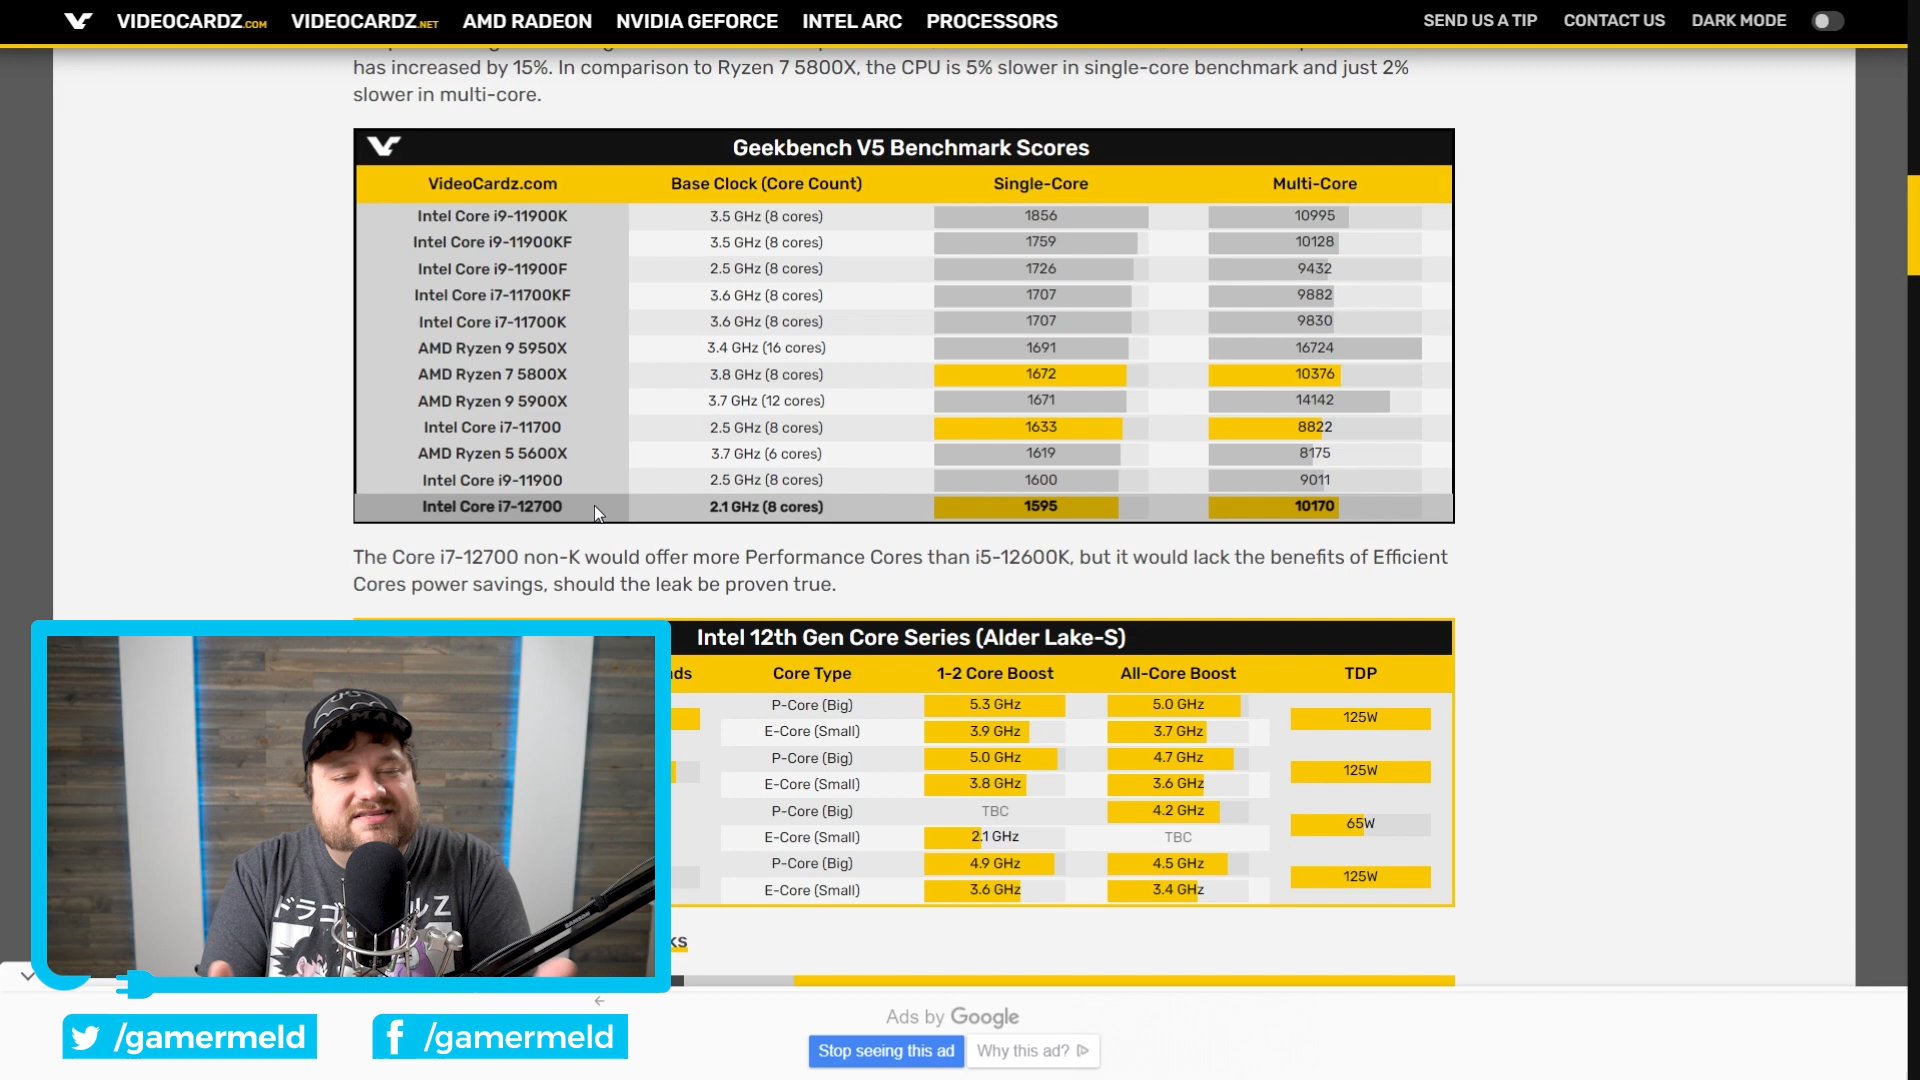 VIDEOCARDZ.COM VIDEOCARDZ.NET AMD RADEON NVIDIA GEFORCE INTEL ARC PROCESSORS SEND US A TIP CONTACT US DARK MODE
has increased by 15%. In comparison to Ryzen 7 5800X, the CPU is 5% slower in single-core benchmark and just 2%
slower in multi-core.
Geekbench V5 Benchmark Scores
VideoCardz.com Base Clock (Core Count) Single-Core Multi-Core
Intel Core i9-11900K 3.5 GHz (8 cores) 1856 10995
Intel Core i9-11900KF 3.5 GHz (8 cores) 1759 10128
Intel Core i9-11900F 2.5 GHz (8 cores) 1726 9432
Intel Core i7-11700KF 3.6 GHz (8 cores) 1707 9882
Intel Core i7-11700K 3.6 GHz (8 cores) 1707 9830
AMD Ryzen 9 5950X 3.4 GHz (16 cores) 1691 16724
AMD Ryzen 7 5800X 3.8 GHz (8 cores) 1672 10376
AMD Ryzen 9 5900X 3.7 GHz (12 cores) 1671 14142
Intel Core i7-11700 2.5 GHz (8 cores) 1633 8822
AMD Ryzen 5 5600X 3.7 GHz (6 cores) 1619 8175
Intel Core i9-11900 2.5 GHz (8 cores) 1600 9011
Intel Core i7-12700 2.1 GHz (8 cores) 1595 10170
The Core i7-12700 non-K would offer more Performance Cores than i5-12600K, but it would lack the benefits of Efficient
Cores power savings, should the leak be proven true.
Intel 12th Gen Core Series (Alder Lake-S)
ds Core Type 1-2 Core Boost All-Core Boost TDP
P-Core (Big) 5.3 GHz 5.0 GHz
125W
E-Core (Small) 3.9 GHz 3.7 GHz
P-Core (Big) 5.0 GHz 4.7 GHz
125W
E-Core (Small) 3.8 GHz 3.6 GHz
P-Core (Big) TBC 4.2 GHz
65W
E-Core (Small) 2.1 GHz TBC
P-Core (Big) 4.9 GHz 4.5 GHz
125W
E-Core (Small) 3.6 GHz 3.4 GHz
ドラゴ ルZ
ks
Ads by Google
Stop seeing this ad Why this ad?
/gamermeld /gamermeld